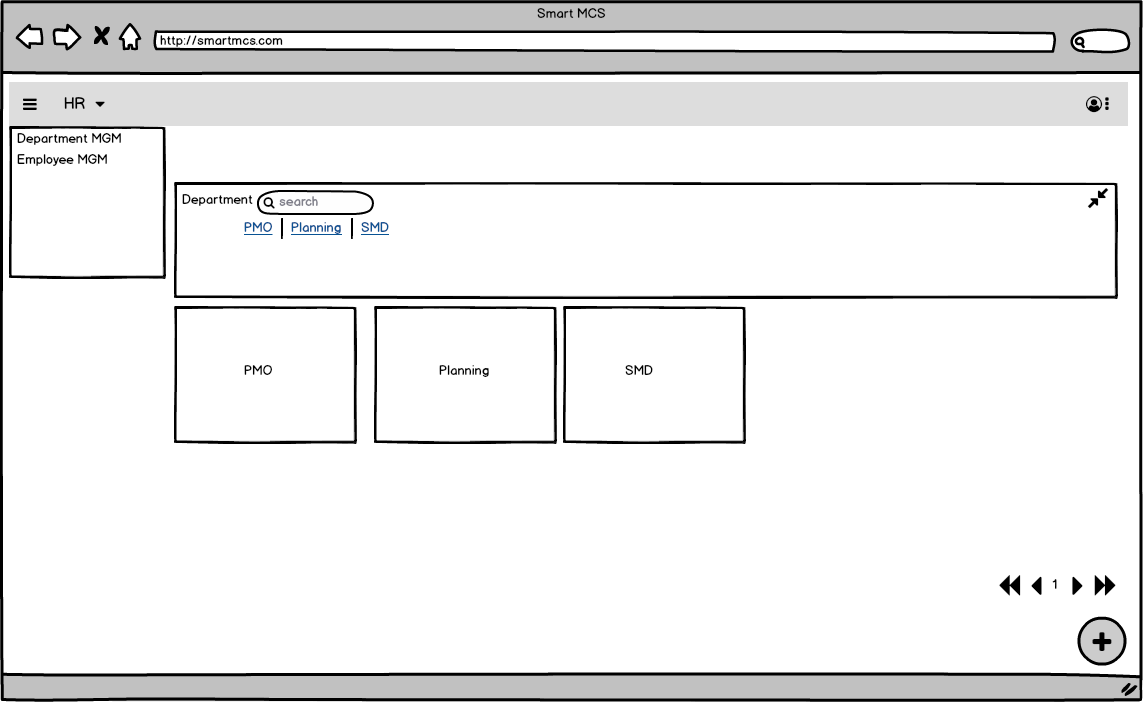 Smart MCS
http://smartmcs.com
HR
Department MGM
Employee MGM
Department search
PMO Planning SMD
PMO Planning SMD
1